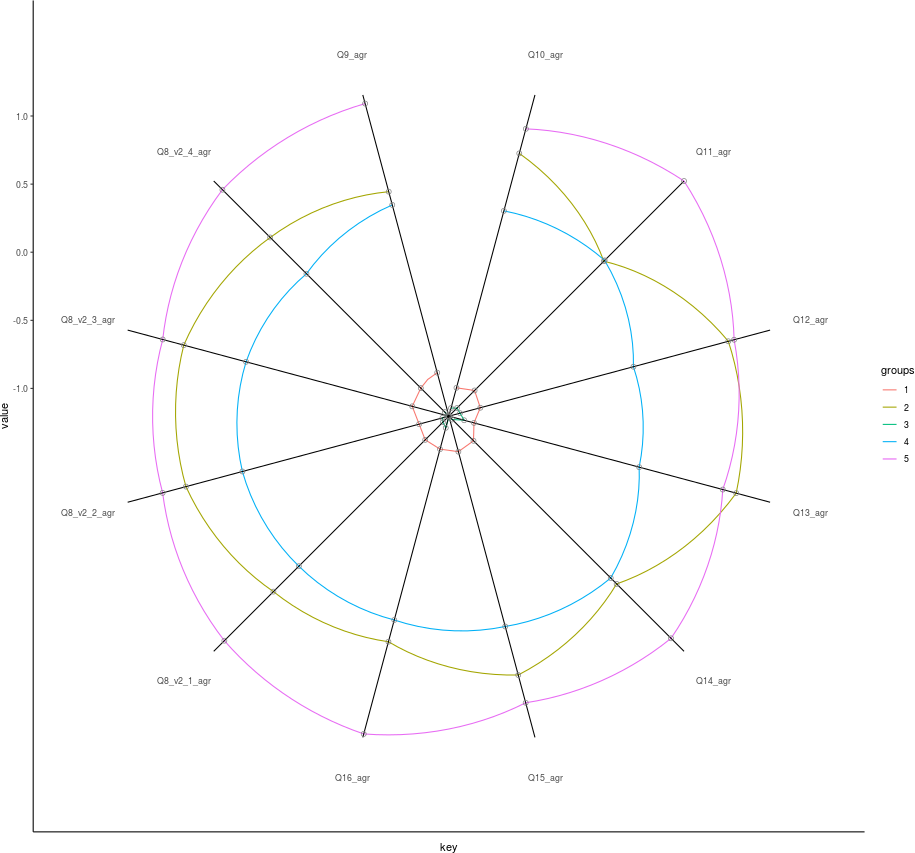 Q9_agr
Q10_agr
1.0
Q8_v2_4_agr
Q11_agr
0.5
0.0
Q8_v2_3_agr
Q12_agr
-0.5
groups
-1.0
1
value
2
3
4
5
Q8_v2_2_agr
Q13_agr
Q8_v2_1_agr
Q14_agr
Q16_agr
Q15_agr
key